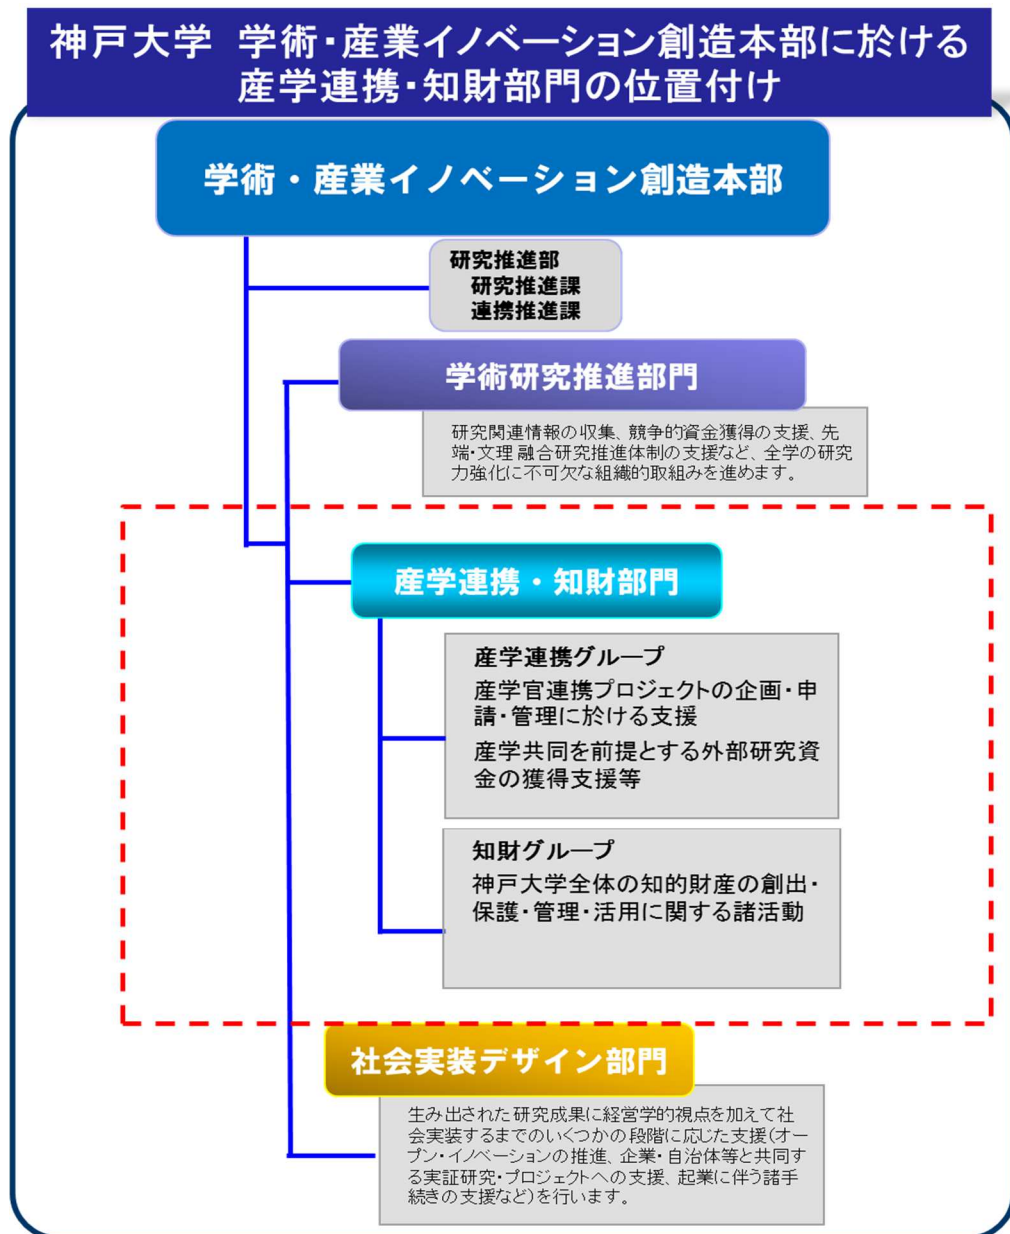 神戸大学 学術・産業イノベーション創造本部に於ける
産学連携・知財部門の位置付け
学術・産業イノベーション創造本部
研究推進部
研究推進課
連携推進課
学術研究推進部門
研究関連情報の収集、競争的資金獲得の支援、先
端・文理 融合研究推進体制の支援など、全学の研究
力強化に不可欠な組織的取組みを進めます。
産学連携・知財部門
産学連携グループ
産学官連携プロジェクトの企画・申
請・管理に於ける支援
産学共同を前提とする外部研究資
金の獲得支援等
知財グループ
神戸大学全体の知的財産の創出・
保護・管理・活用に関する諸活動
社会実装デザイン部門
生み出された研究成果に経営学的視点を加えて社
会実装するまでのいくつかの段階に応じた支援(オー
プン・イノベーションの推進、企業・自治体等と共同す
る実証研究・プロジェクトへの支援、起業に伴う諸手
続きの支援など)を行います。